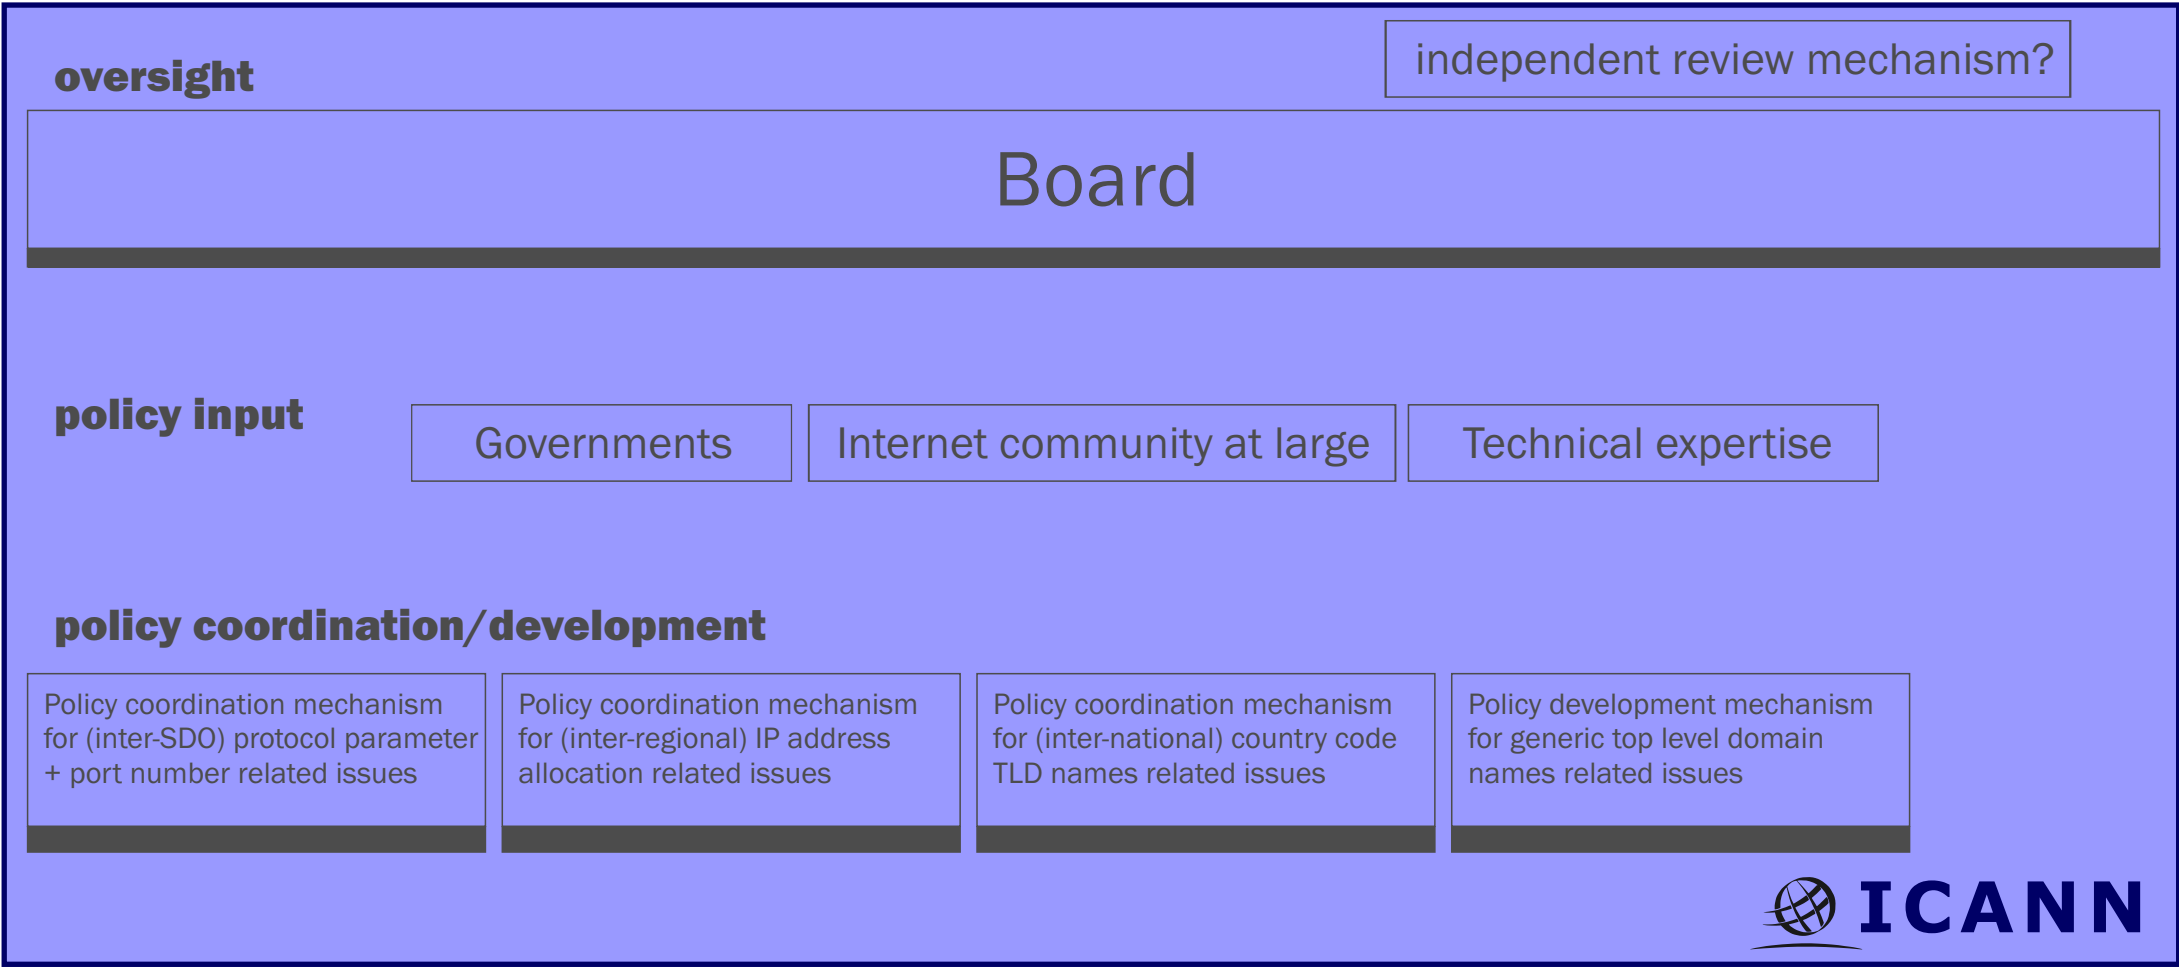 oversight
independent review mechanism?
Board
policy input
Governments
Internet community at large
Technical expertise
policy coordination/development
Policy coordination mechanism
for (inter-SDO) protocol parameter
+ port number related issues
Policy coordination mechanism
for (inter-regional) IP address
allocation related issues
Policy coordination mechanism
for (inter-national) country code
TLD names related issues
Policy development mechanism
for generic top level domain
names related issues
ICANN